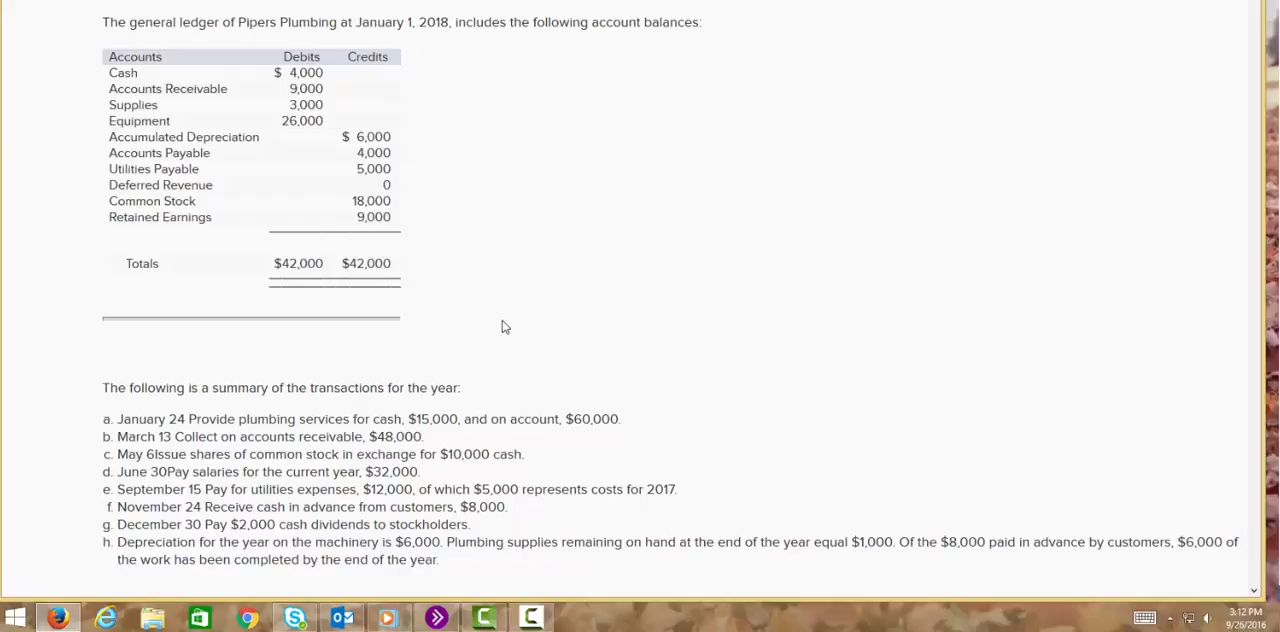 The general ledger of Pipers Plumbing at January 1, 2018, includes the following account balances:
Accounts Debits Credits
Cash $ 4,000
Accounts Receivable 9,000
Supplies 3,000
Equipment 26,000
Accumulated Depreciation $ 6,000
Accounts Payable 4,000
Utilities Payable 5,000
Deferred Revenue 0
Common Stock 18,000
Retained Earnings 9,000
Totals $42,000 $42,000
The following is a summary of the transactions for the year:
a. January 24 Provide plumbing services for cash, $15,000, and on account, $60,000.
b. March 13 Collect on accounts receivable, $48,000.
c. May 6Issue shares of common stock in exchange for $10,000 cash.
d. June 30Pay salaries for the current year, $32,000.
e. September 15 Pay for utilities expenses, $12,000, of which $5,000 represents costs for 2017.
f. November 24 Receive cash in advance from customers, $8,000.
g. December 30 Pay $2,000 cash dividends to stockholders.
h. Depreciation for the year on the machinery is $6,000. Plumbing supplies remaining on hand at the end of the year equal $1,000. Of the $8,000 paid in advance by customers, $6,000 of
the work has been completed by the end of the year.
3:12 PM
9/26/2016